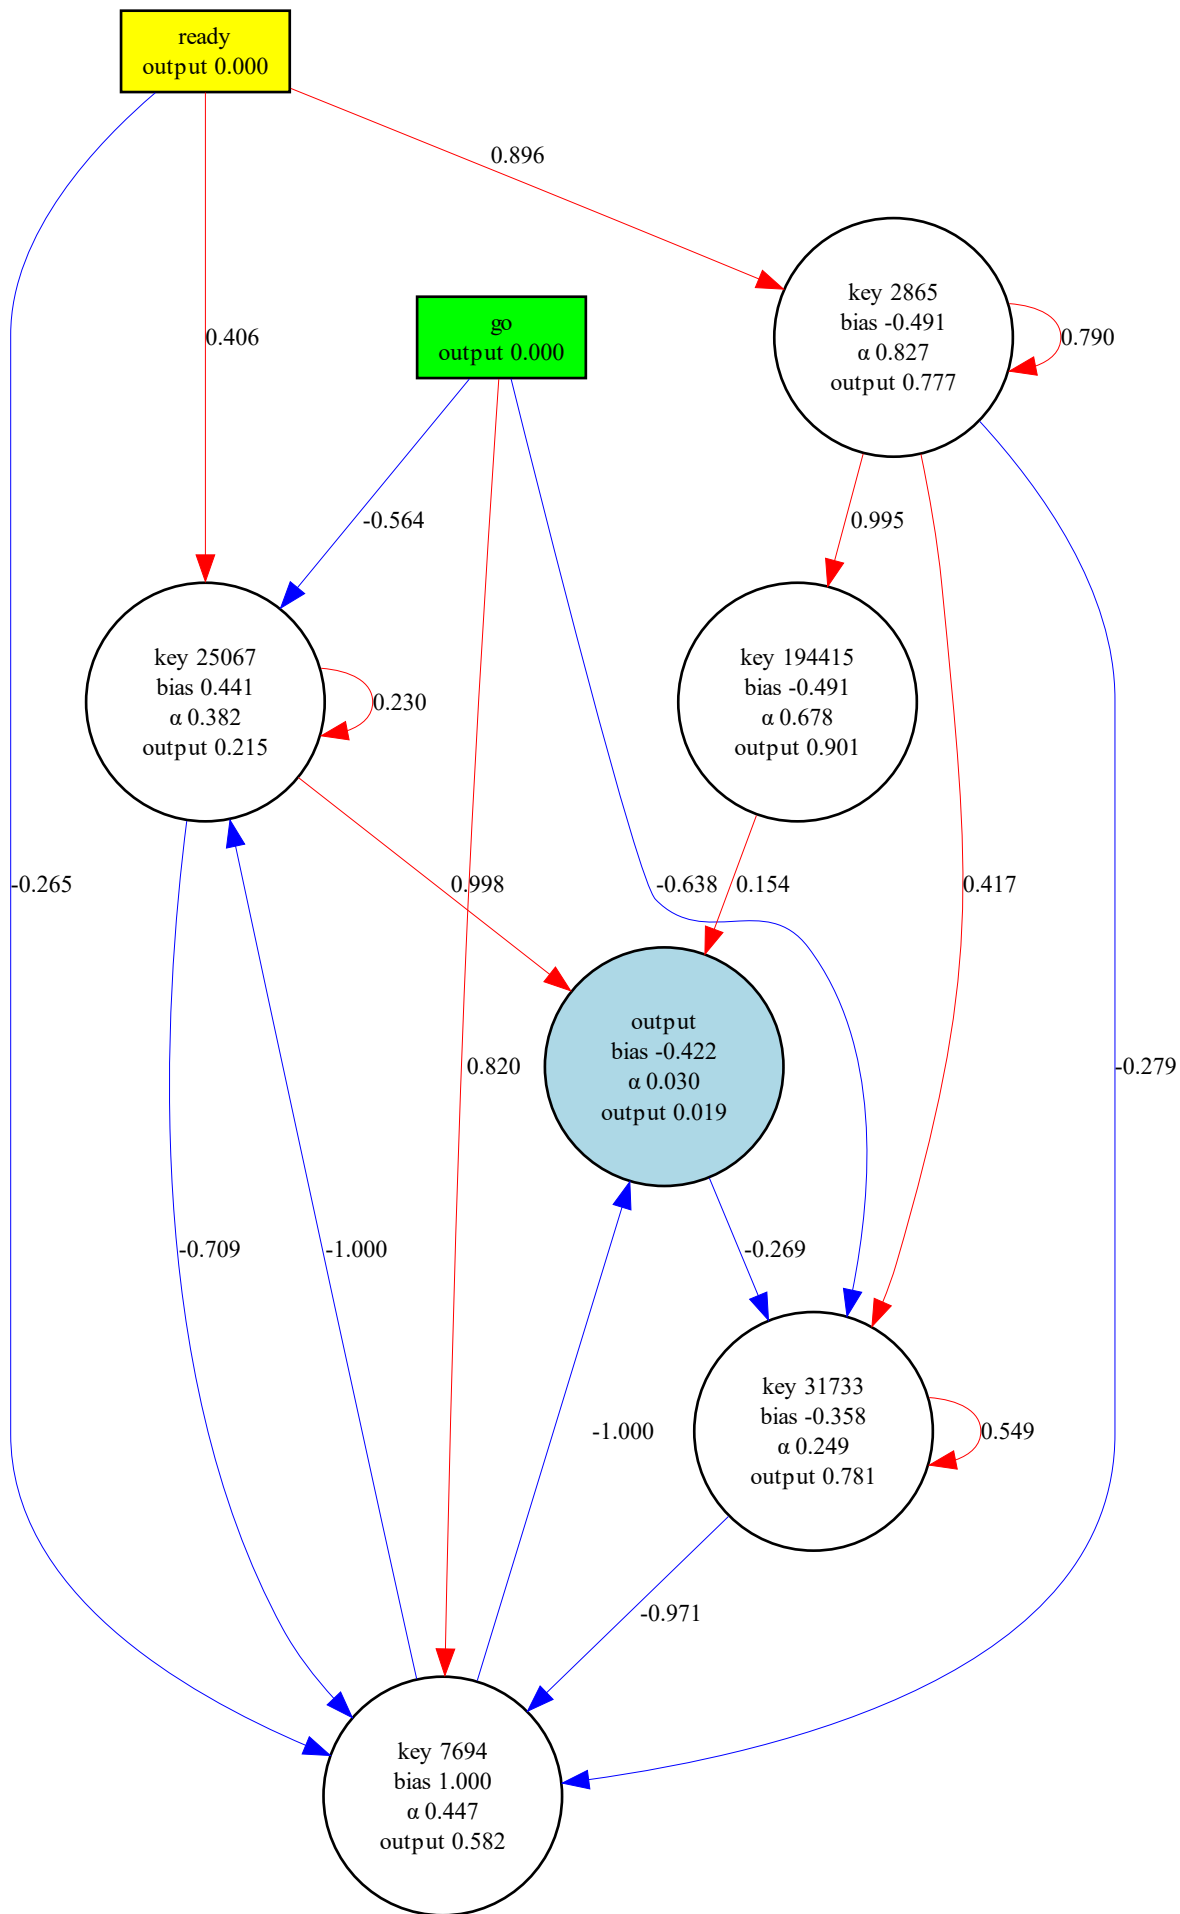 ready
output 0.000
0.896
go
output 0.000
0.406
key 2865
bias -0.491
α 0.827
output 0.777
0.790
-0.564
0.995
key 25067
bias 0.441
α 0.382
output 0.215
0.230
key 194415
bias -0.491
α 0.678
output 0.901
-0.265
0.998
-0.638
0.154
0.417
output
bias -0.422
α 0.030
output 0.019
0.820
-0.279
-0.709
-1.000
-0.269
-1.000
key 31733
bias -0.358
α 0.249
output 0.781
0.549
-0.971
key 7694
bias 1.000
α 0.447
output 0.582